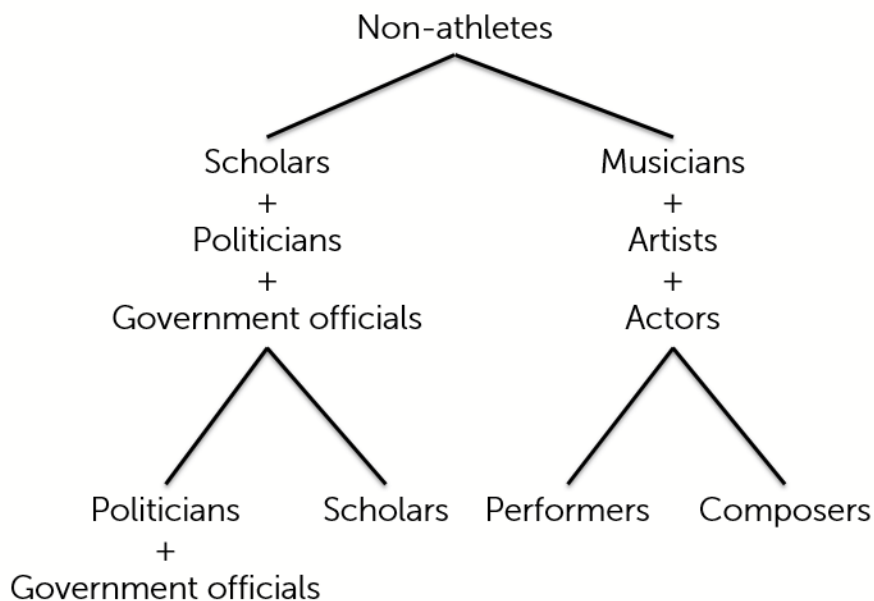 Non-athletes
Scholars
+
Politicians
+
Government officials
Musicians
+
Artists
+
Actors
Politicians
+
Government officials
Scholars
Performers
Composers